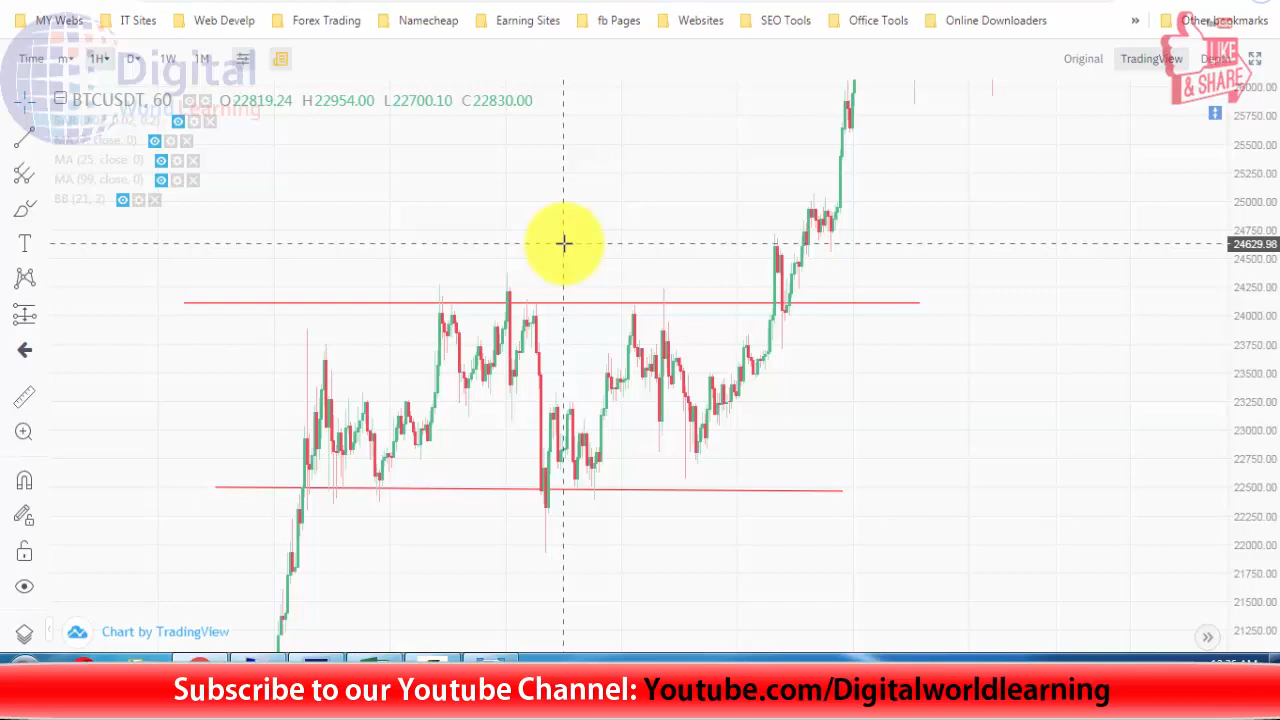 MY Webs IT Sites Web Develp Forex Trading Namecheap Earning Sites fb Pages Websites SEO Tools Office Tools Online Downloaders » Other bookmarks
Time m 1H D 1W 1M Original TradingView Depth
Digital
World Learning
LIKE
& SHARE
BTCUSDT, 60 O22819.24 H22954.00 L22700.10 C22830.00
MA (25, close, 0)
MA (99, close, 0)
BB (21, 2)
26000.00
25750.00
25500.00
25250.00
25000.00
24750.00
24629.98
24500.00
24250.00
24000.00
23750.00
23500.00
23250.00
23000.00
22750.00
22500.00
22250.00
22000.00
21750.00
21500.00
21250.00
Chart by TradingView
Subscribe to our Youtube Channel: Youtube.com/Digitalworldlearning